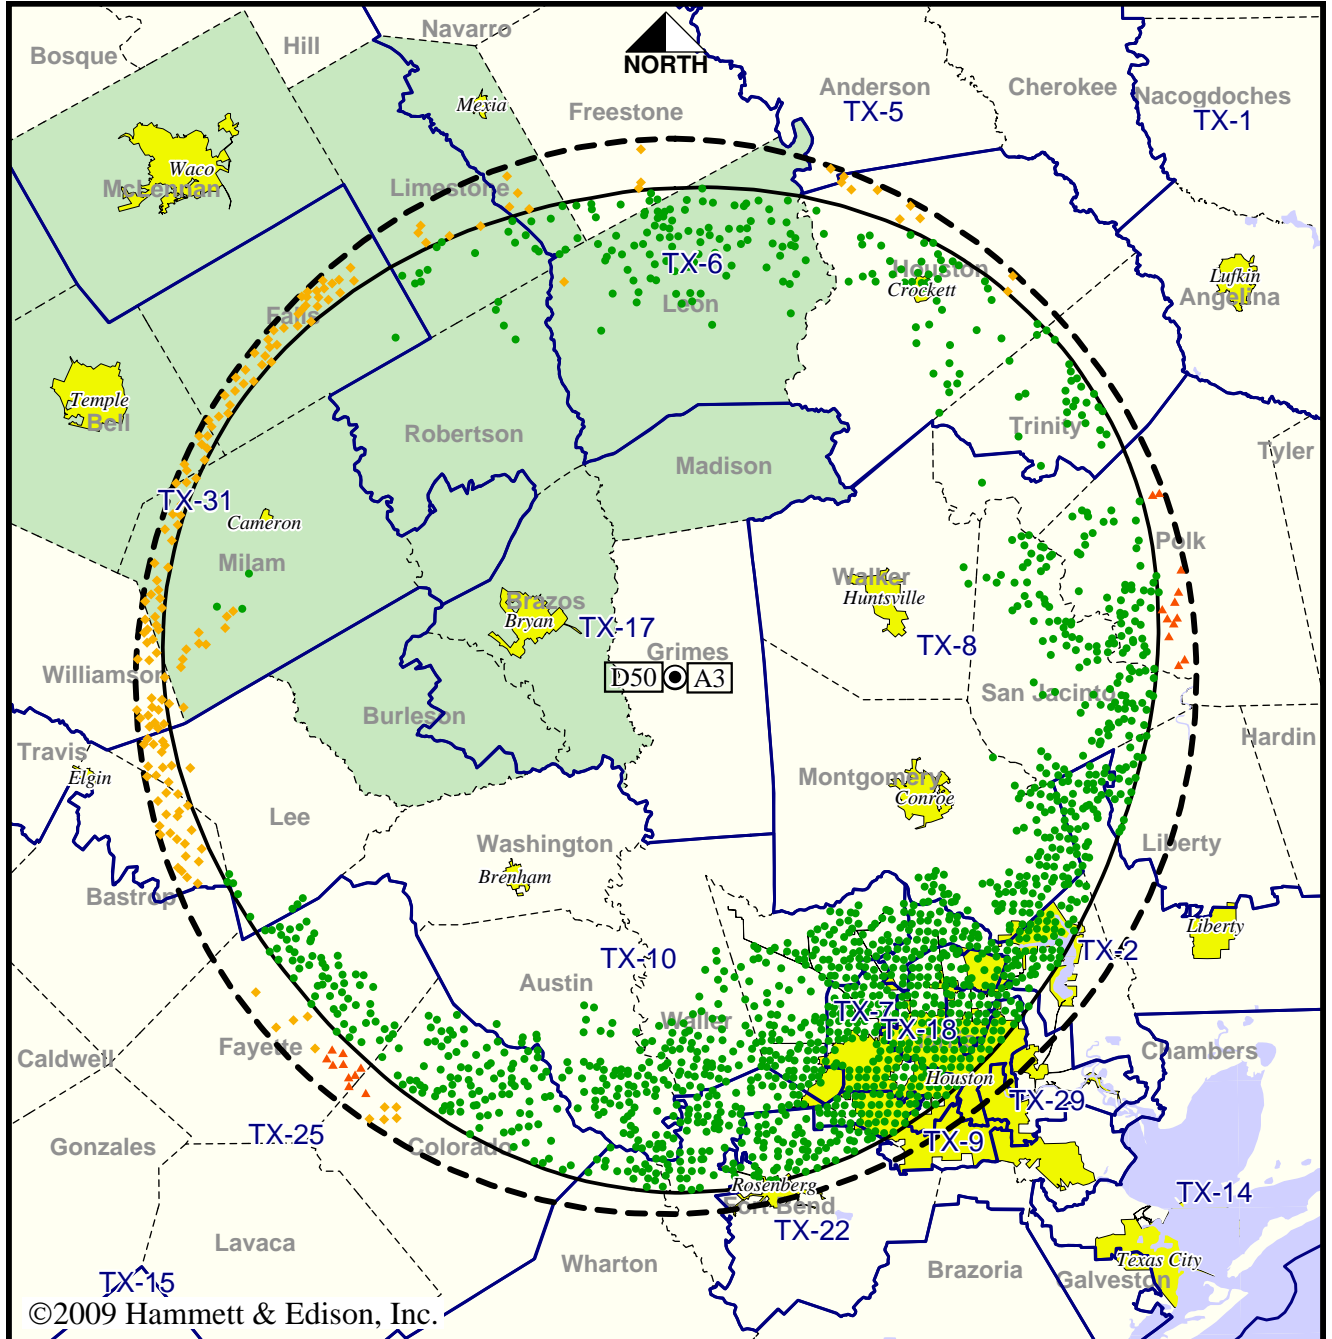 Navarro
Hill
Bosque
NORTH
Anderson
Cherokee
Nacogdoches
TX-5
TX-1
Mexia
Freestone
Waco
McLennan
Limestone
TX-6
Houston
Crockett
Lufkin
Angelina
Leon
Falls
Temple
Bell
Robertson
Trinity
Madison
Tyler
TX-31
Cameron
Milam
Polk
Walker
Huntsville
Brazos
Bryan
TX-17
TX-8
Grimes
Williamson
D50
A3
San Jacinto
Burleson
Travis
Elgin
Hardin
Montgomery
Conroe
Lee
Washington
Liberty
Brenham
Bastrop
Liberty
TX-2
TX-10
Austin
TX-7
Waller
TX-18
Fayette
Caldwell
Chambers
Houston
TX-29
TX-25
Gonzales
Colorado
TX-9
Rosenberg
Fort Bend
TX-14
TX-22
Lavaca
Wharton
Texas City
Brazoria
Galveston
TX-15
©2009 Hammett & Edison, Inc.